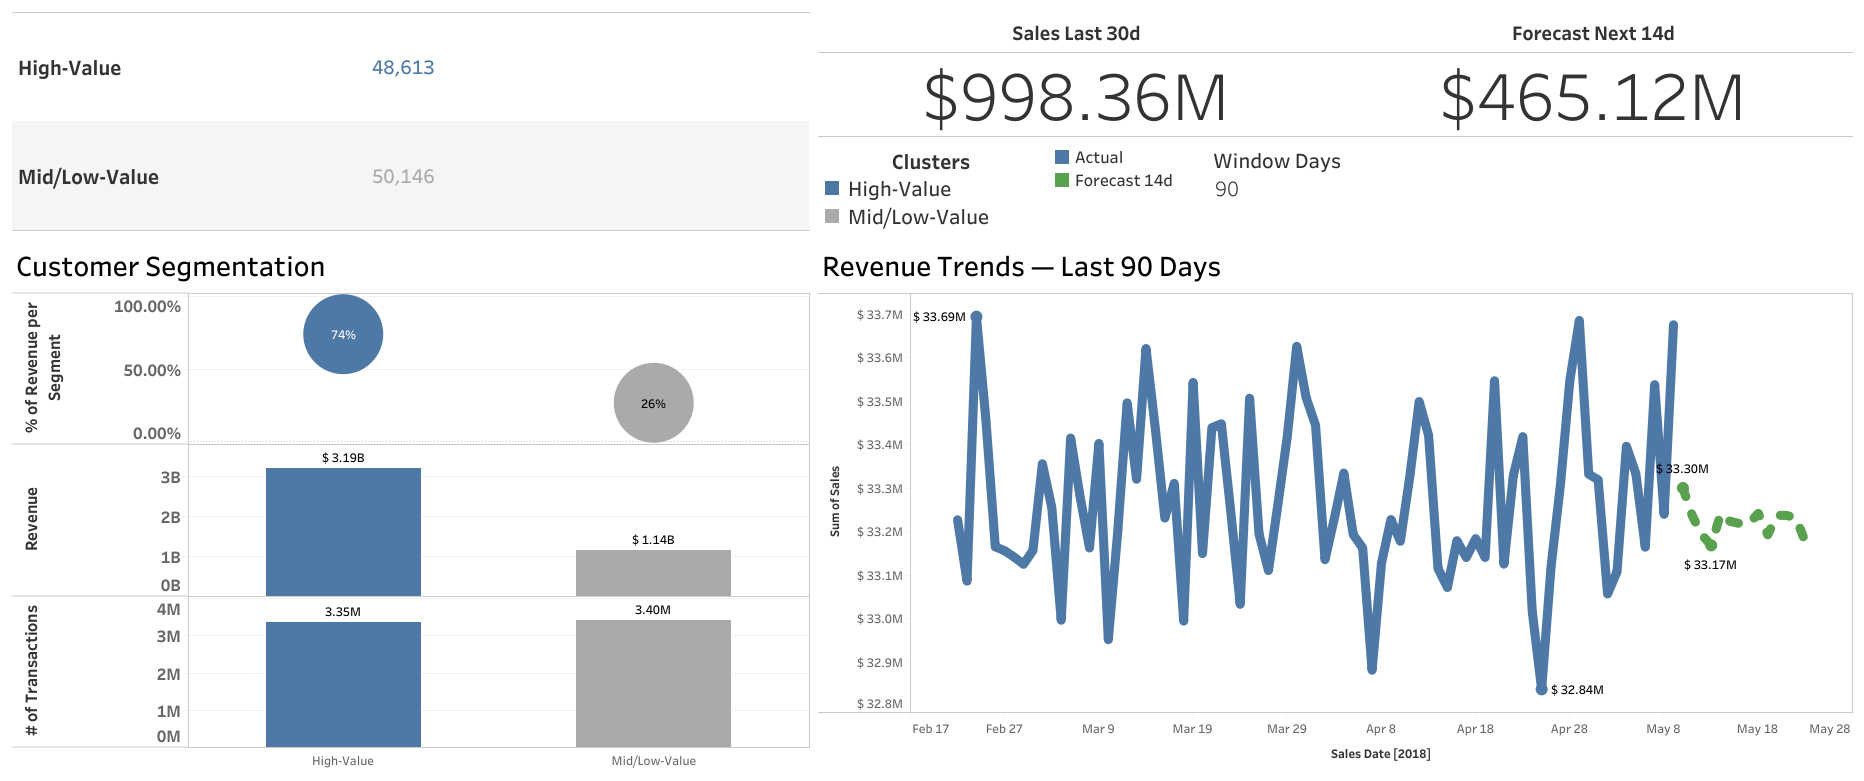 High-Value 48,613
Mid/Low-Value 50,146
Sales Last 30d Forecast Next 14d
$998.36M $465.12M
Clusters
High-Value
Mid/Low-Value
Actual
Forecast 14d
Window Days
90
Customer Segmentation
% of Revenue per
Segment
100.00%
50.00%
0.00%
74%
26%
Revenue
3B
2B
1B
0B
$ 3.19B
$ 1.14B
# of Transactions
4M
3M
2M
1M
0M
3.35M
3.40M
High-Value Mid/Low-Value
Revenue Trends — Last 90 Days
Sum of Sales
$ 33.7M
$ 33.6M
$ 33.5M
$ 33.4M
$ 33.3M
$ 33.2M
$ 33.1M
$ 33.0M
$ 32.9M
$ 32.8M
$ 33.69M
$ 33.30M
$ 33.17M
$ 32.84M
Feb 17 Feb 27 Mar 9 Mar 19 Mar 29 Apr 8 Apr 18 Apr 28 May 8 May 18 May 28
Sales Date [2018]